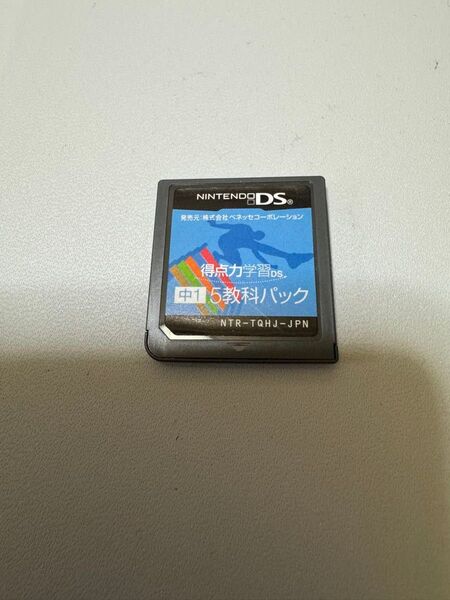 NINTENDO DS®
発売元:株式会社ベネッセコーポレーション
得点力学習DS.
中1 5教科パック
NTR-TQHJ-JPN